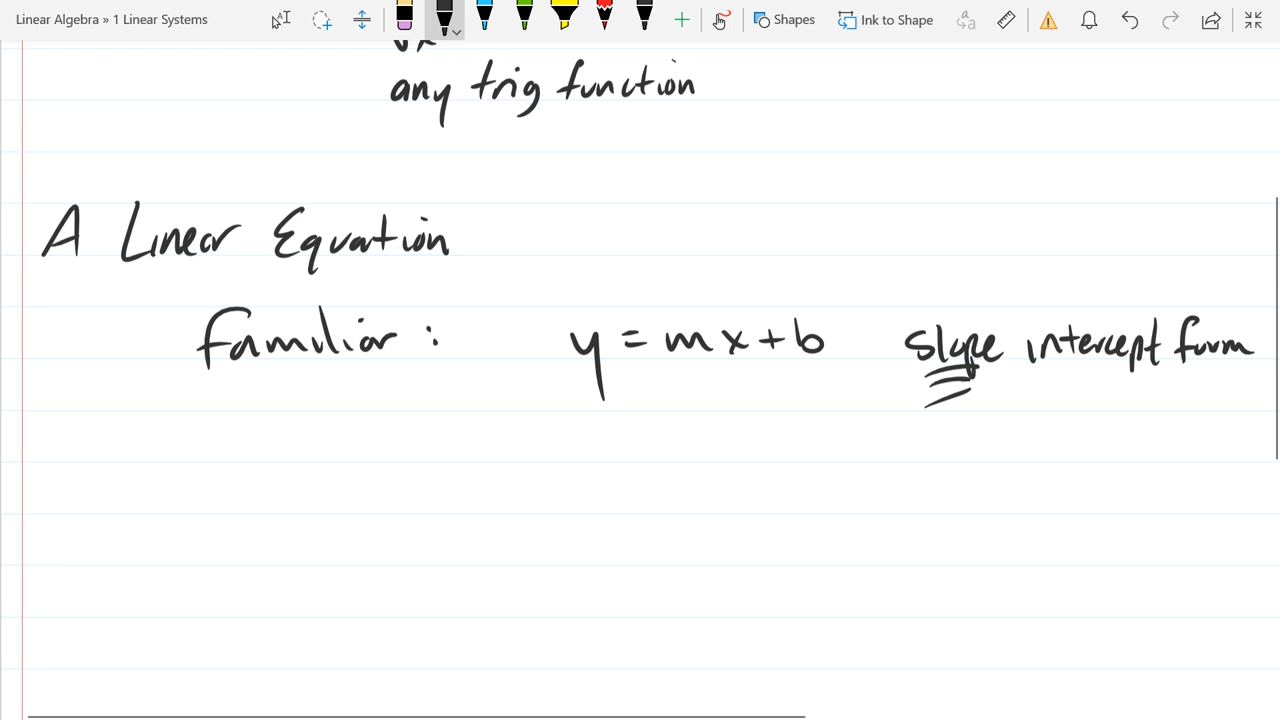 Linear Algebra » 1 Linear Systems
Shapes
Ink to Shape
any trig function
A Linear Equation
familiar : y = mx + b slope intercept form